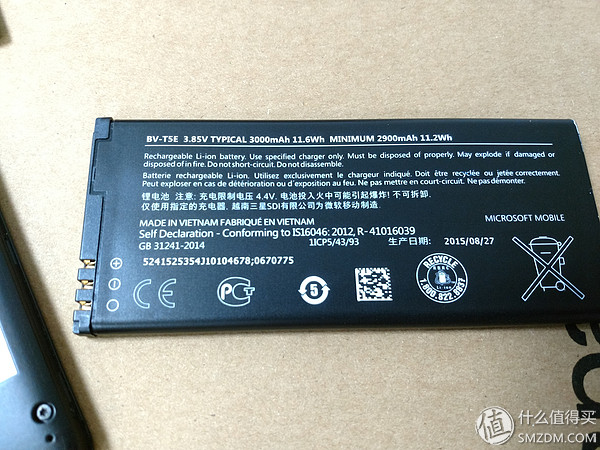 BV-T5E 3.85V TYPICAL 3000mAh 11.6Wh MINIMUM 2900mAh 11.2Wh
Rechargeable Li-ion battery. Use specified charger only. Must be disposed of properly. May explode if damaged or
disposed of in fire. Do not short-circuit. Do not disassemble.
Batterie rechargeable Li-ion. Utilisez exclusivement le chargeur indiqué. Doit être recyclée ou jetée correctement.
Peut exploser en cas de détérioration ou d'exposition au feu. Ne pas mettre en court-circuit. Ne pas démonter.
锂电池 注意: 充电限制电压 4.4V. 电池投入火中可能引起爆炸! 不可拆卸.
仅使用指定的充电器. 越南三星SDI有限公司为微软移动制造.
MADE IN VIETNAM FABRIQUÉ EN VIETNAM
MICROSOFT MOBILE
Self Declaration - Conforming to IS16046: 2012, R- 41016039
GB 31241-2014 1ICP5/43/93 生产日期: 2015/08/27
5241525354J10104678;0670775
CE
PC
5
RECYCLE
RBRC
Li-ion
1.800.822.8837
值 什么值得买
SMZDM.COM